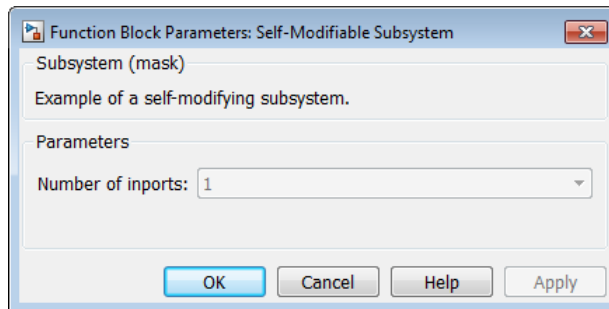 Function Block Parameters: Self-Modifiable Subsystem
Subsystem (mask)
Example of a self-modifying subsystem.
Parameters
Number of inports: 1
OK Cancel Help Apply